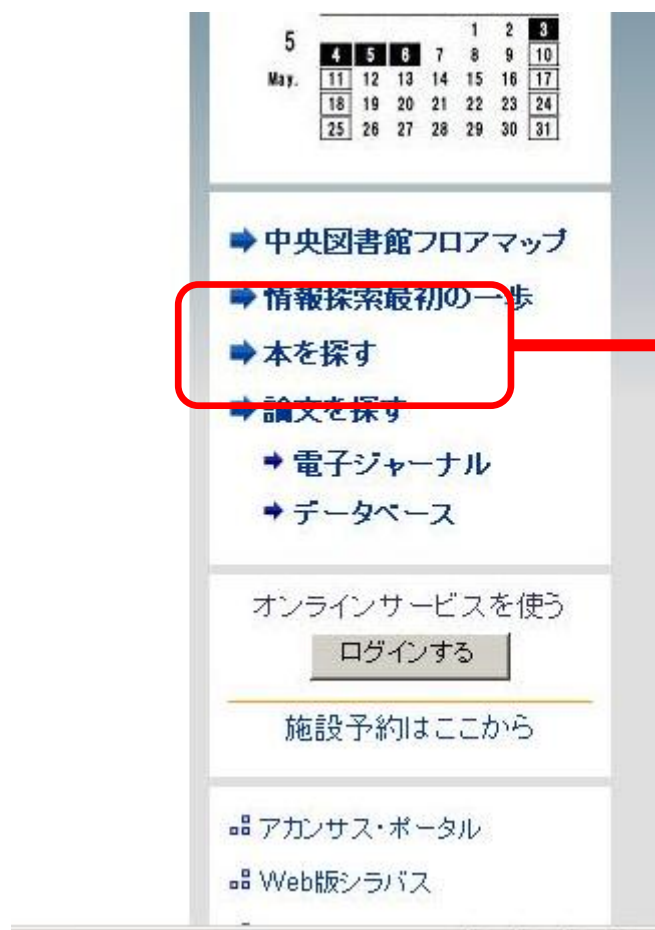 1 2 3
5 4 5 6 7 8 9 10
May. 11 12 13 14 15 16 17
18 19 20 21 22 23 24
25 26 27 28 29 30 31
中央図書館フロアマップ
情報探索最初の一歩
本を探す
論文を探す
電子ジャーナル
データベース
オンラインサービスを使う
ログインする
施設予約はここから
アカンサス・ポータル
Web版シラバス